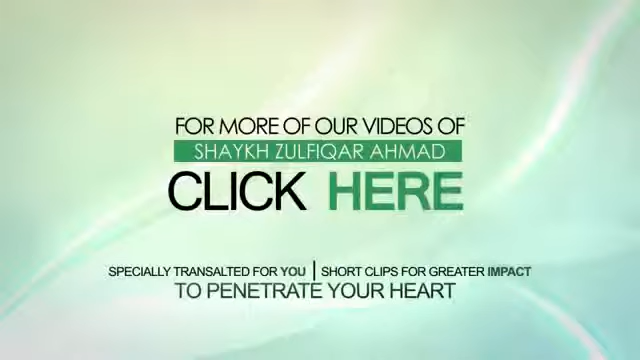 FOR MORE OF OUR VIDEOS OF
SHAYKH ZULFIQAR AHMAD
CLICK HERE
SPECIALLY TRANSALTED FOR YOU | SHORT CLIPS FOR GREATER IMPACT
TO PENETRATE YOUR HEART